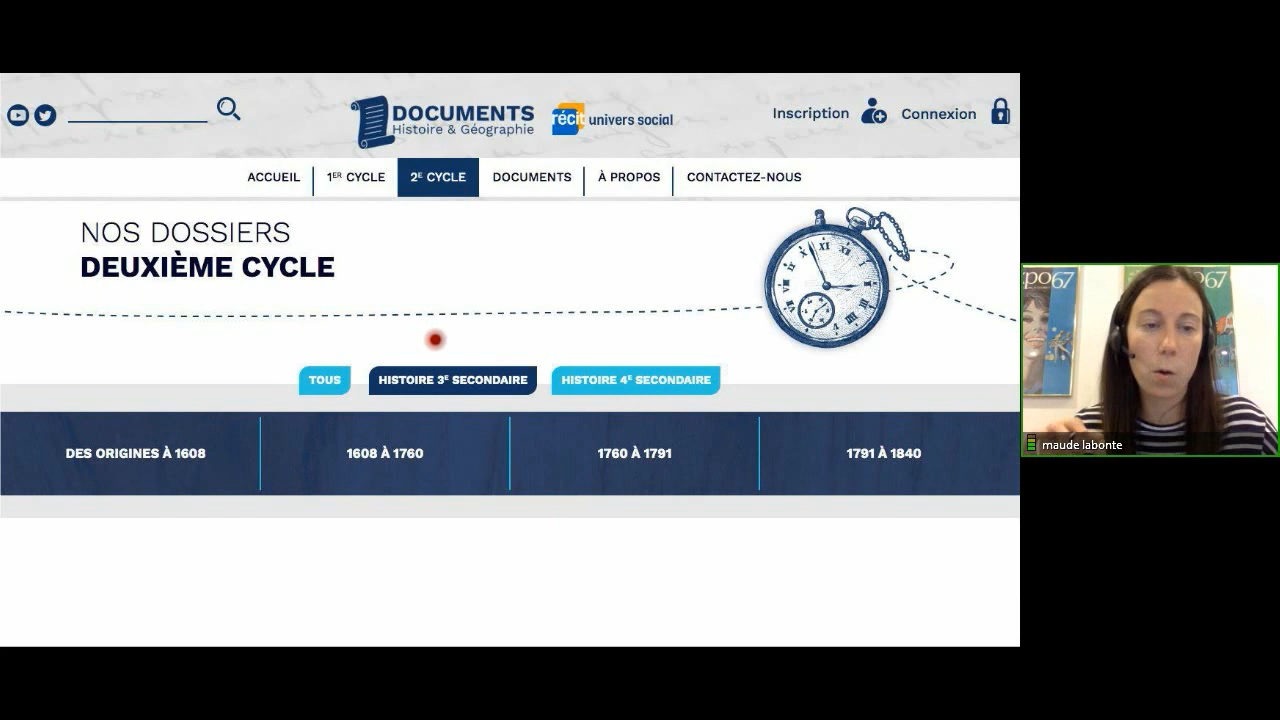 DOCUMENTS
Histoire & Géographie
récit univers social
Inscription
Connexion
ACCUEIL
1ER CYCLE
2E CYCLE
DOCUMENTS
À PROPOS
CONTACTEZ-NOUS
NOS DOSSIERS
DEUXIÈME CYCLE
TOUS
HISTOIRE 3E SECONDAIRE
HISTOIRE 4E SECONDAIRE
DES ORIGINES À 1608
1608 À 1760
1760 À 1791
1791 À 1840
po67
po67
maude labonte